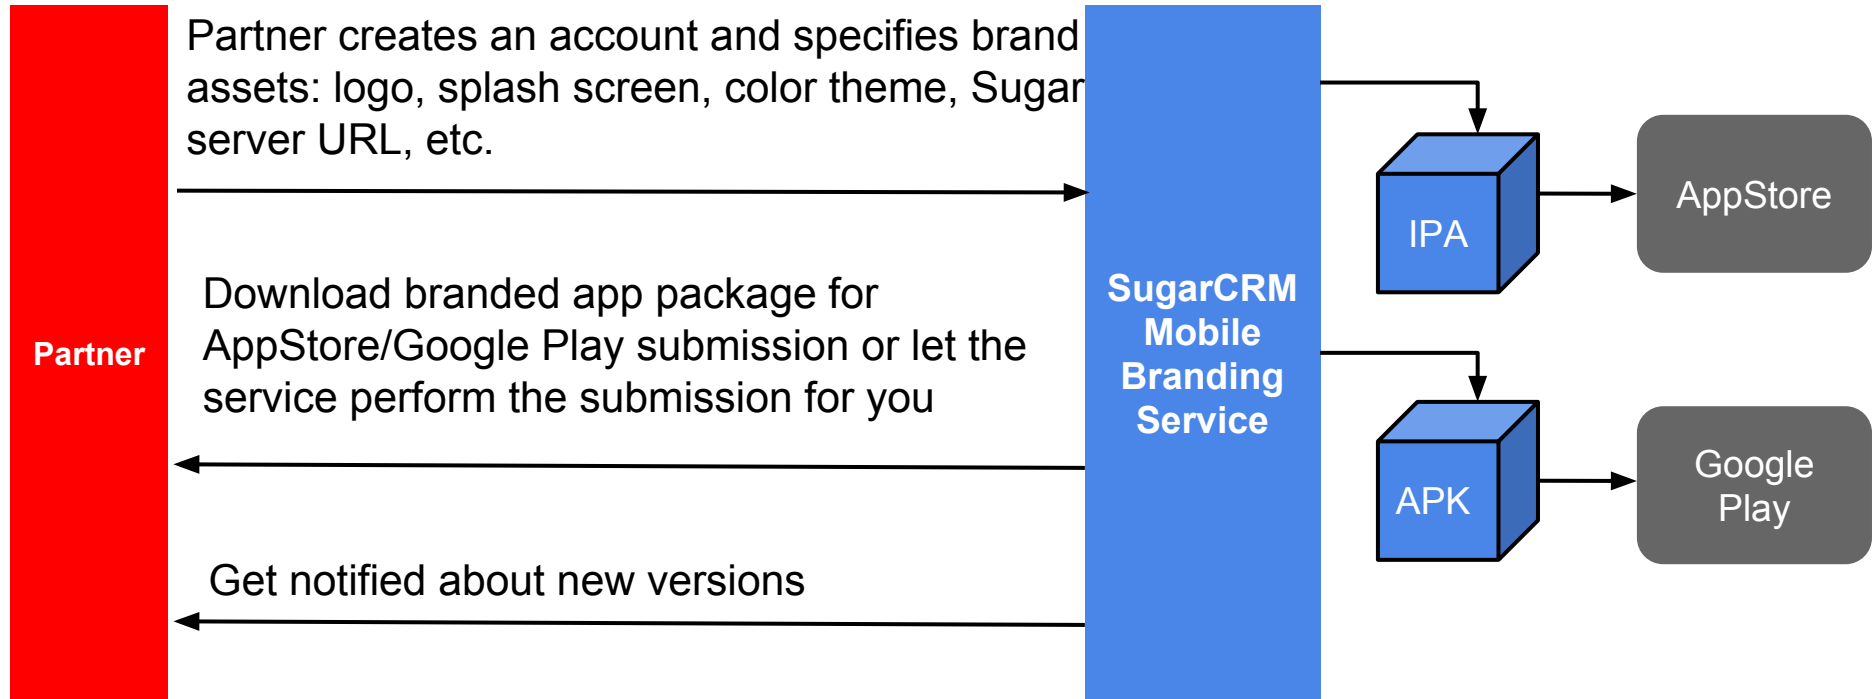 Partner creates an account and specifies brand
assets: logo, splash screen, color theme, Sugar
server URL, etc.
Download branded app package for
AppStore/Google Play submission or let the
service perform the submission for you
Get notified about new versions
Partner
SugarCRM
Mobile
Branding
Service
IPA
AppStore
APK
Google
Play